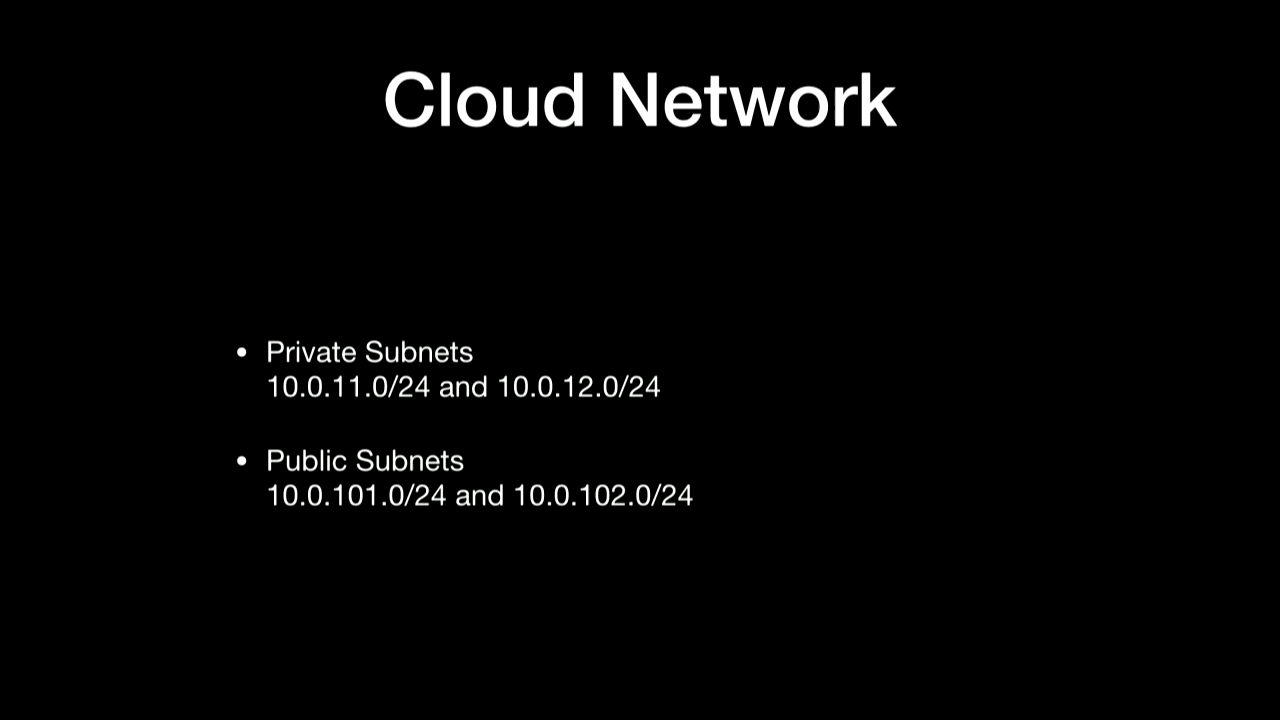 Cloud Network
• Private Subnets
10.0.11.0/24 and 10.0.12.0/24
• Public Subnets
10.0.101.0/24 and 10.0.102.0/24